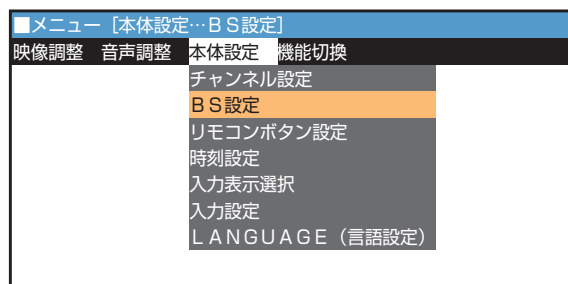 ■メニュー［本体設定…ＢＳ設定］
映像調整 音声調整 本体設定 機能切換
チャンネル設定
ＢＳ設定
リモコンボタン設定
時刻設定
入力表示選択
入力設定
ＬＡＮＧＵＡＧＥ（言語設定）